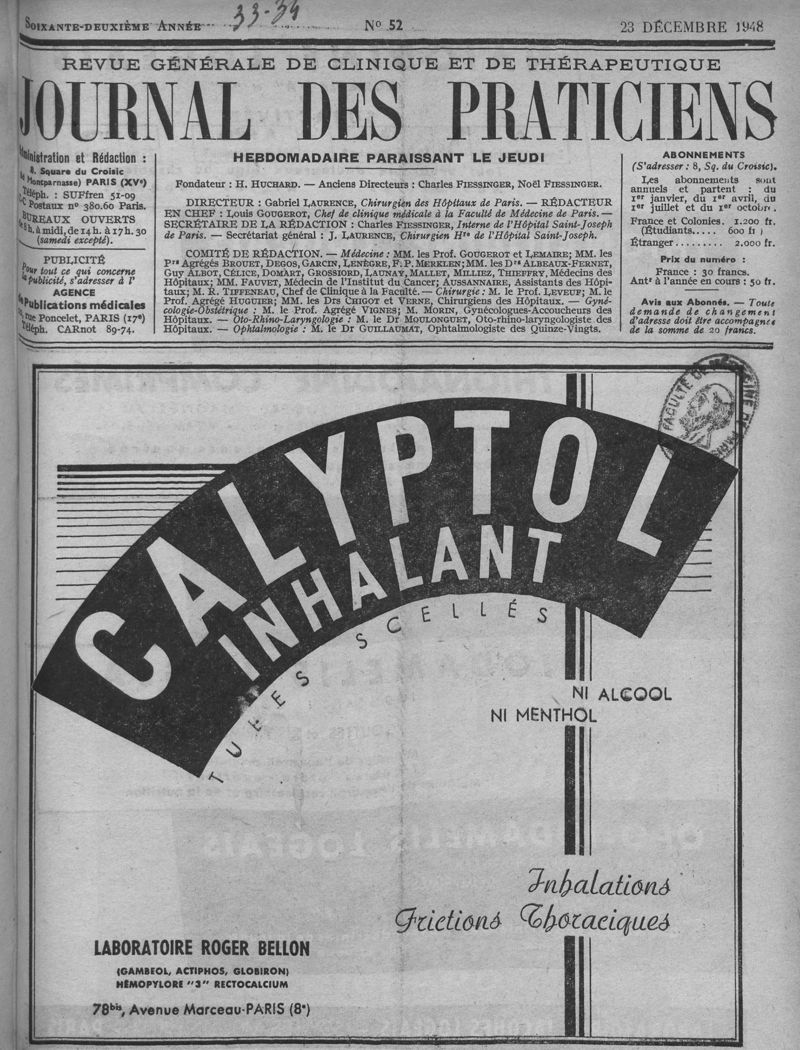 SOIXANTE-DEUXIÈME ANNÉE
33-34
N° 52
23 DÉCEMBRE 1948
REVUE GÉNÉRALE DE CLINIQUE ET DE THÉRAPEUTIQUE
JOURNAL DES PRATICIENS
Administration et Rédaction :
8, Square du Croisic
Montparnasse) PARIS (XVe)
Téléph. : SUFfren 51-09
Postaux n° 380.60 Paris.
BUREAUX OUVERTS
h. à midi, de 14 h. à 17 h. 30
(samedi excepté).
PUBLICITÉ
Pour tout ce qui concerne
la publicité, s'adresser à l'
AGENCE
Publications médicales
rue Poncelet, PARIS (17e)
Téléph. CARnot 89-74.
HEBDOMADAIRE PARAISSANT LE JEUDI
Fondateur : H. HUCHARD. — Anciens Directeurs : Charles FIESSINGER, Noël FIESSINGER.
DIRECTEUR : Gabriel LAURENCE, Chirurgien des Hôpitaux de Paris. — RÉDACTEUR
EN CHEF : Louis GOUGEROT, Chef de clinique médicale à la Faculté de Médecine de Paris. —
SECRÉTAIRE DE LA RÉDACTION : Charles FIESSINGER, Interne de l'Hôpital Saint-Joseph
de Paris. — Secrétariat général : J. LAURENCE, Chirurgien Hre de l'Hôpital Saint-Joseph.
COMITÉ DE RÉDACTION. — Médecine : MM. les Prof. GOUGEROT et LEMAIRE; MM. les
Prs Agrégés BROUET, DEGOS, GARCIN, LENÈGRE, F. P. MERKLEN; MM. les Drs ALBEAUX-FERNET,
Guy ALBOT, CÉLICE, DOMART, GROSSIORD, LAUNAY, MALLET, MILLIEZ, THIEFFRY, Médecins des
Hôpitaux; MM. FAUVET, Médecin de l'Institut du Cancer; AUSSANNAIRE, Assistants des Hôpi-
taux; M. R. TIFFENEAU, Chef de Clinique à la Faculté. — Chirurgie : M. le Prof. LEVEUF; M. le
Prof. Agrégé HUGUIER; MM. les Drs CHIGOT et VERNE, Chirurgiens des Hôpitaux. — Gyné-
cologie-Obstétrique : M. le Prof. Agrégé VIGNES; M. MORIN, Gynécologues-Accoucheurs des
Hôpitaux. — Oto-Rhino-Laryngologie : M. le Dr MOULONGUET, Oto-rhino-laryngologiste des
Hôpitaux. — Ophtalmologie : M. le Dr GUILLAUMAT, Ophtalmologiste des Quinze-Vingts.
ABONNEMENTS
(S'adresser : 8, Sq. du Croisic).
Les abonnements sont
annuels et partent : du
1er janvier, du 1er avril, du
1er juillet et du 1er octobre.
France et Colonies. 1.200 fr.
(Étudiants..... 600 fr)
Étranger......... 2.000 fr.
Prix du numéro :
France : 30 francs.
Antr à l'année en cours : 50 fr.
Avis aux Abonnés. — Toute
demande de changement
d'adresse doit être accompagnée
de la somme de 20 francs.
FACULTÉ DE MÉDECINE DE PARIS
CALYPTOL
INHALANT
TUBES SCELLÉS
NI ALCOOL
NI MENTHOL
Inhalations
Frictions Thoraciques
LABORATOIRE ROGER BELLON
(GAMBEOL, ACTIPHOS, GLOBIRON)
HÉMOPYLORE "3" RECTOCALCIUM
78bis, Avenue Marceau-PARIS (8e)